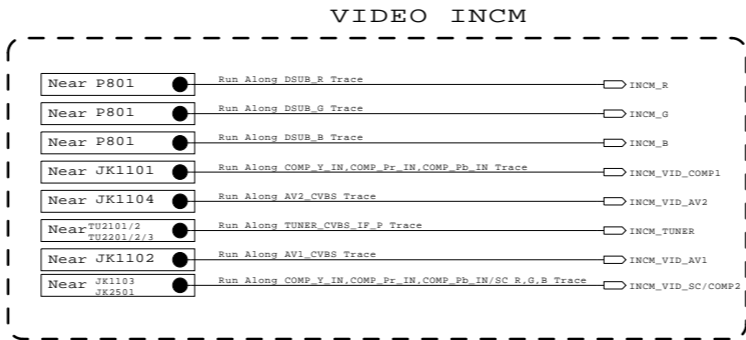 VIDEO INCM
Near P801 Run Along DSUB_R Trace INCM_R
Near P801 Run Along DSUB_G Trace INCM_G
Near P801 Run Along DSUB_B Trace INCM_B
Near JK1101 Run Along COMP_Y_IN,COMP_Pr_IN,COMP_Pb_IN Trace INCM_VID_COMP1
Near JK1104 Run Along AV2_CVBS Trace INCM_VID_AV2
Near TU2101/2 Run Along TUNER_CVBS_IF_P Trace INCM_TUNER
TU2201/2/3
Near JK1102 Run Along AV1_CVBS Trace INCM_VID_AV1
Near JK1103 Run Along COMP_Y_IN,COMP_Pr_IN,COMP_Pb_IN/SC R,G,B Trace INCM_VID_SC/COMP2
JK2501